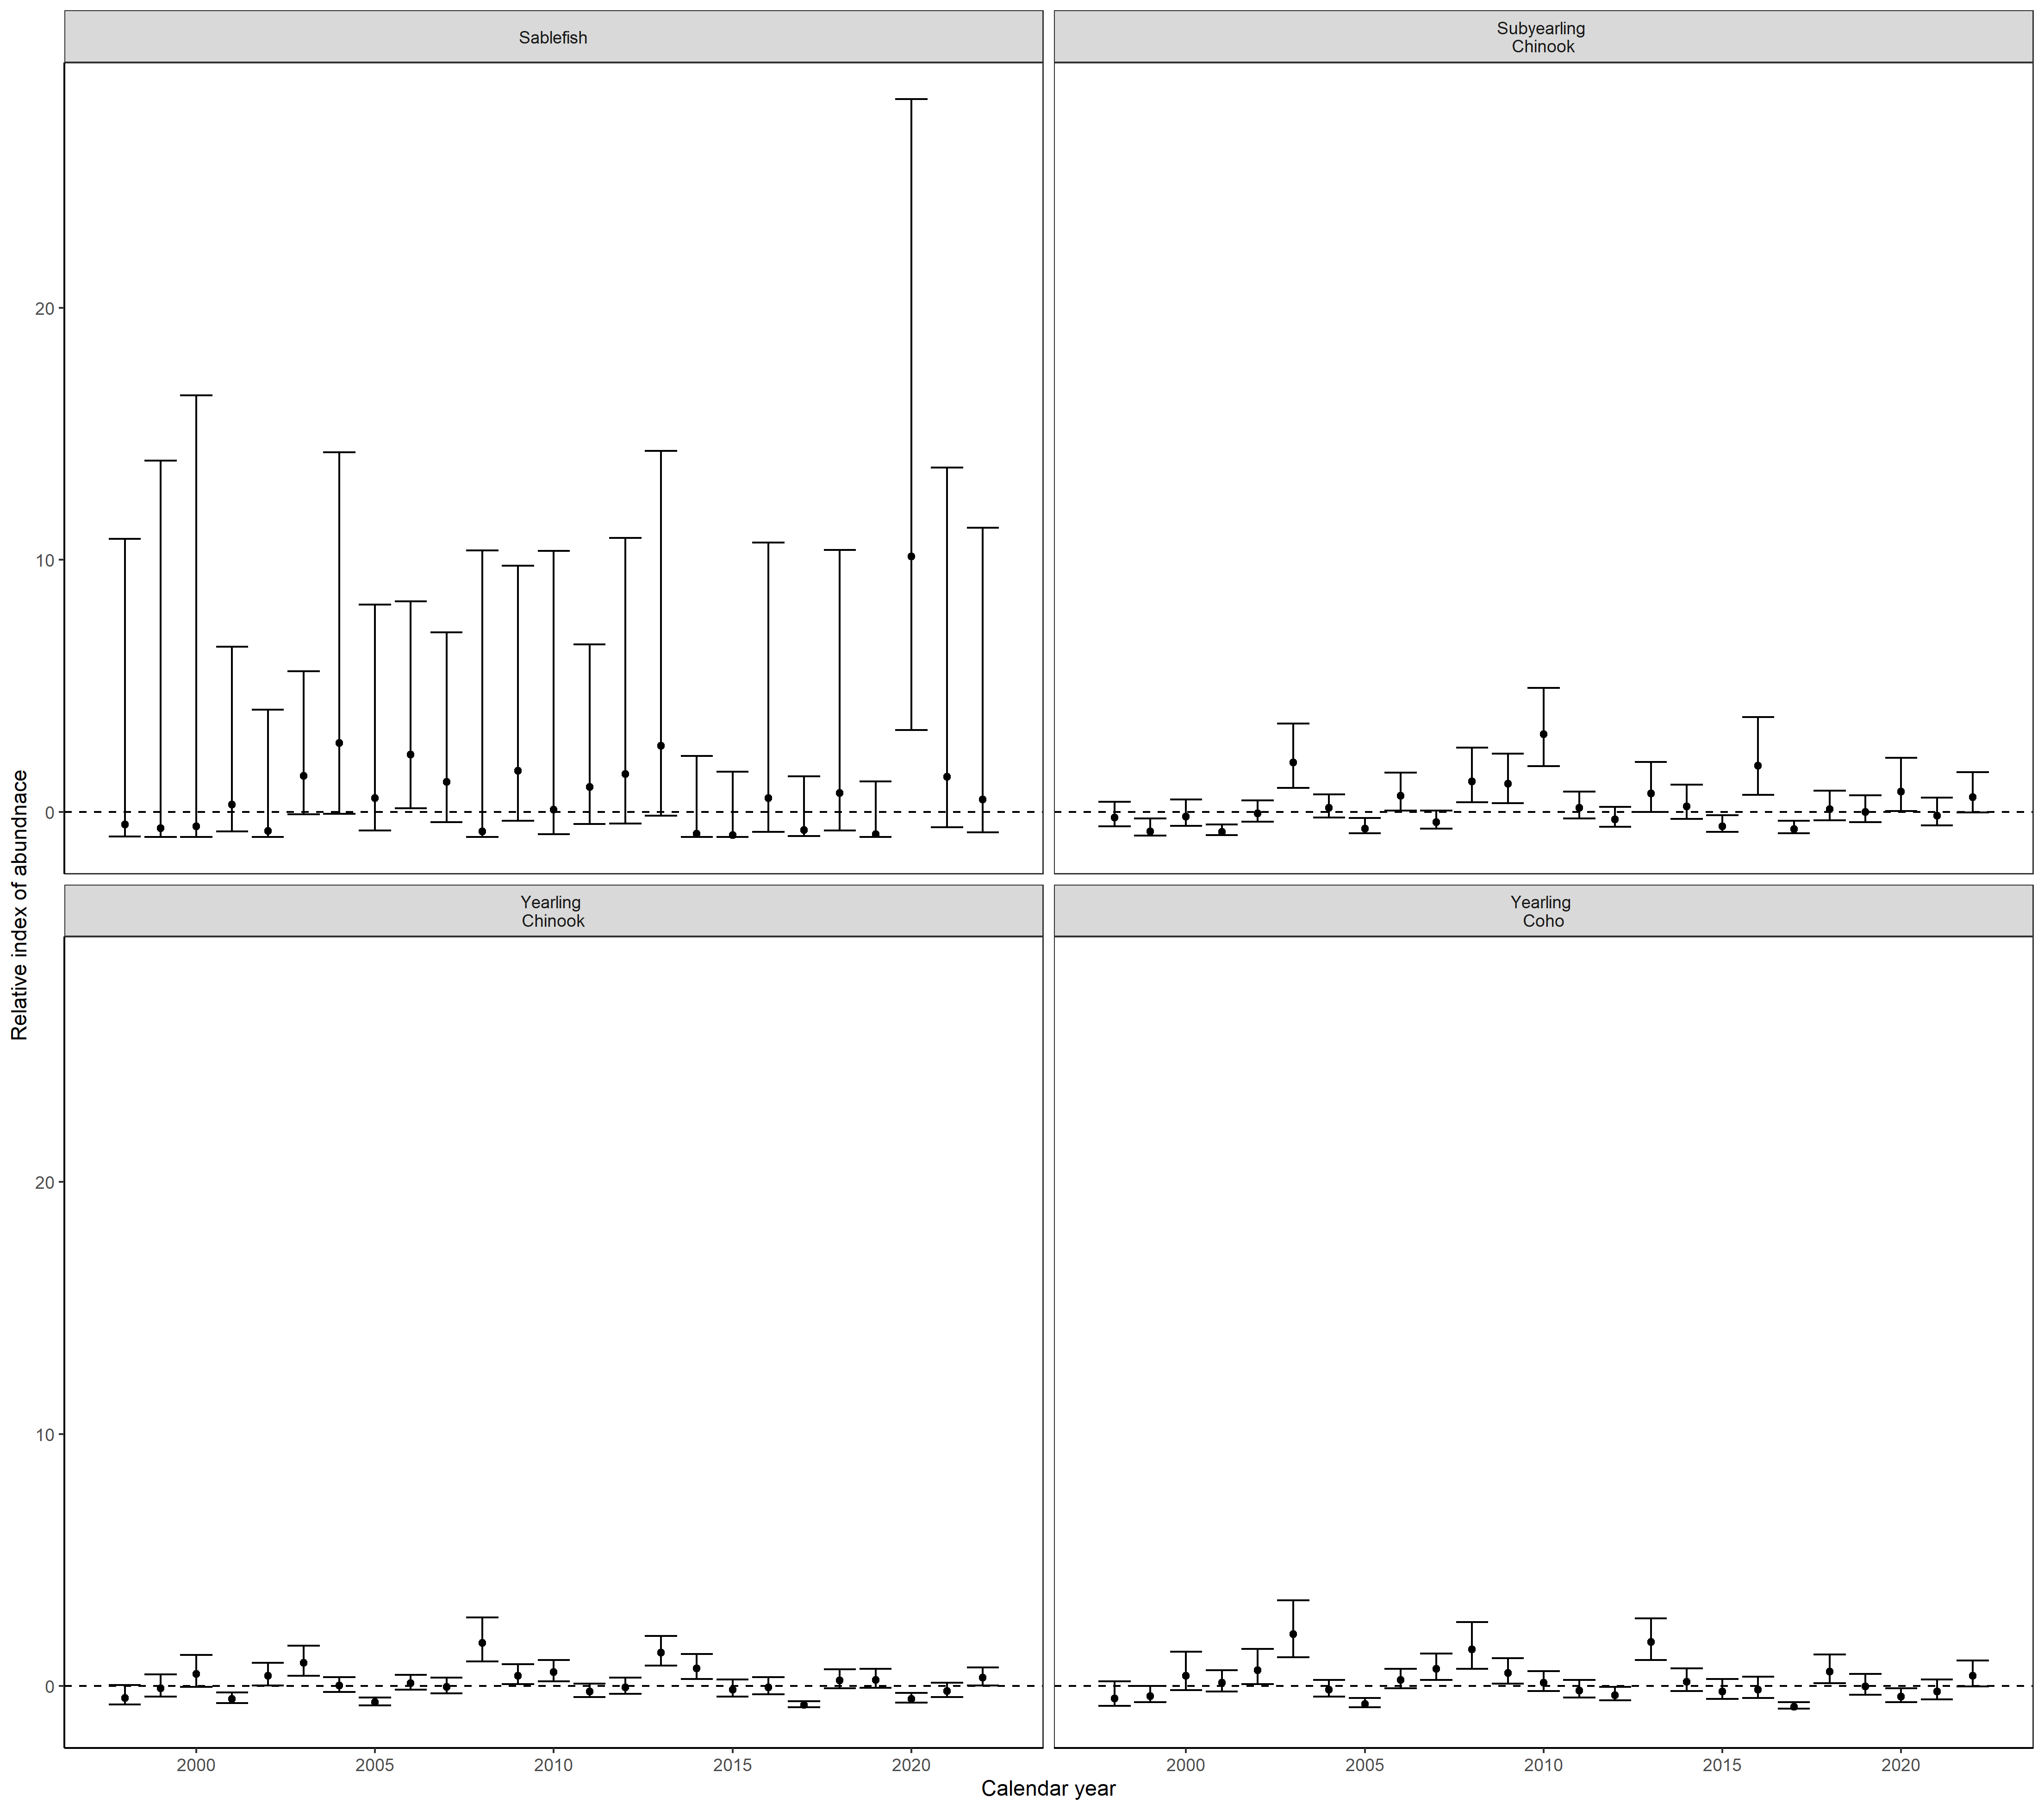 Sablefish
Subyearling
Chinook
20
10
0
Yearling
Chinook
Yearling
Coho
20
10
0
2000 2005 2010 2015 2020
2000 2005 2010 2015 2020
Calendar year
Relative index of abundnace